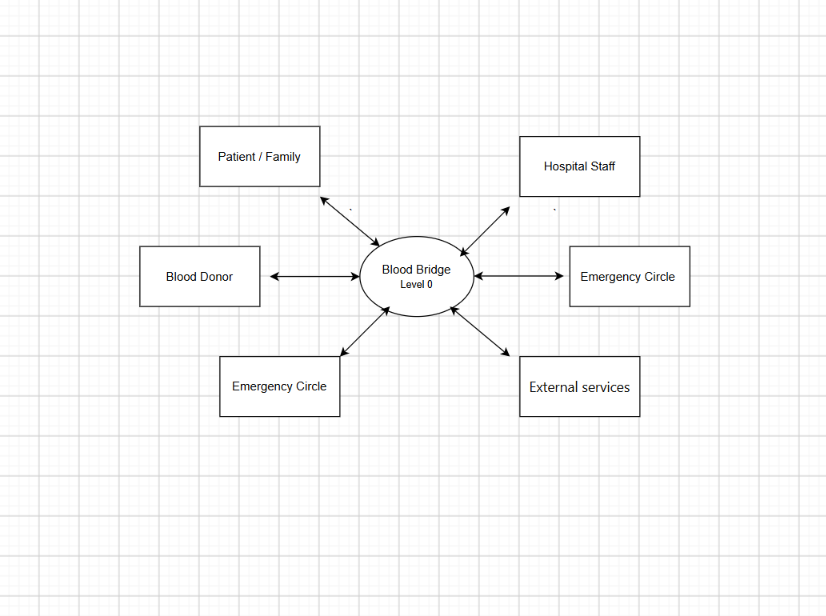 Patient / Family
Hospital Staff
Blood Donor
Blood Bridge
Level 0
Emergency Circle
Emergency Circle
External services